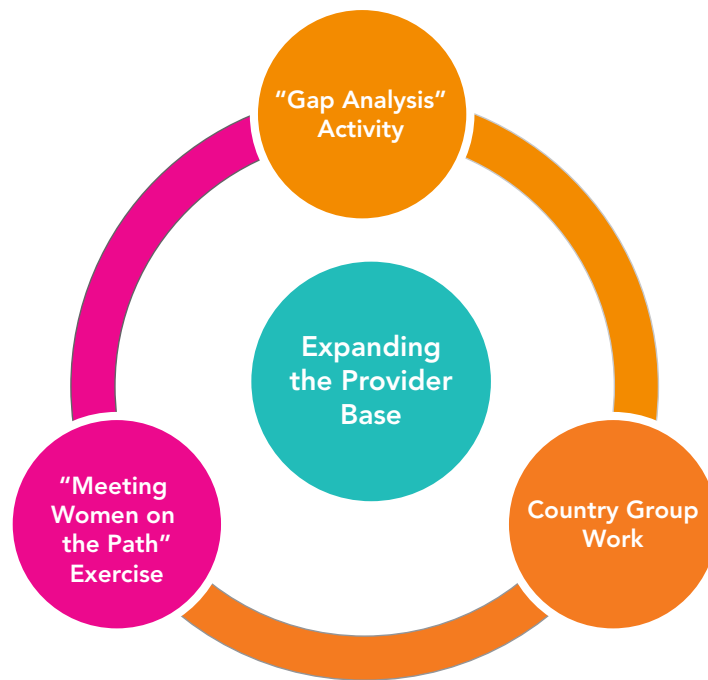 “Gap Analysis”
Activity
Expanding
the Provider
Base
“Meeting
Women on
the Path”
Exercise
Country Group
Work